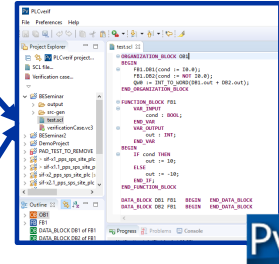 PLCverif
File Preferences Help
Project Explorer
PLCverif project...
SCL file...
Verification case...
BESeminar
output
src-gen
test.scl
verificationCase.vc3
BESeminar2
DemoProject
PAD_TEST_TO_REMOVE
Outline
OB1
FB1
DATA_BLOCK DB1 of FB1
DATA_BLOCK DB2 of FB1
test.scl
ORGANIZATION_BLOCK OB1
BEGIN
FB1.DB1(cond := I0.0);
FB1.DB2(cond := NOT I0.0);
QW0 := INT_TO_WORD(DB1.out + DB2.out);
END_ORGANIZATION_BLOCK
FUNCTION_BLOCK FB1
VAR_INPUT
cond : BOOL;
END_VAR
VAR_OUTPUT
out : INT;
END_VAR
BEGIN
IF cond THEN
out := 10;
ELSE
out := -10;
END_IF;
END_FUNCTION_BLOCK
DATA_BLOCK DB1 FB1 BEGIN END_DATA_BLOCK
DATA_BLOCK DB2 FB1 BEGIN END_DATA_BLOCK
Progress Problems Console